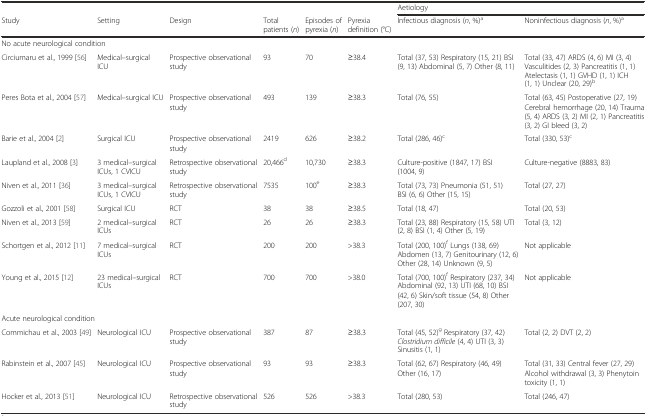 Aetiology
Study Setting Design Total patients (n) Episodes of pyrexia (n) Pyrexia definition (°C) Infectious diagnosis (n, %)a Noninfectious diagnosis (n, %)a
No acute neurological condition
Circiumaru et al., 1999 [56] Medical–surgical ICU Prospective observational study 93 70 ≥38.4 Total (37, 53) Respiratory (15, 21) BSI (9, 13) Abdominal (5, 7) Other (8, 11) Total (33, 47) ARDS (4, 6) MI (3, 4) Vasculitides (2, 3) Pancreatitis (1, 1) Atelectasis (1, 1) GVHD (1, 1) ICH (1, 1) Unclear (20, 29)b
Peres Bota et al., 2004 [57] Medical–surgical ICU Prospective observational study 493 139 ≥38.3 Total (76, 55) Total (63, 45) Postoperative (27, 19) Cerebral hemorrhage (20, 14) Trauma (5, 4) ARDS (3, 2) MI (2, 1) Pancreatitis (3, 2) GI bleed (3, 2)
Barie et al., 2004 [2] Surgical ICU Prospective observational study 2419 626 ≥38.2 Total (286, 46)c Total (330, 53)c
Laupland et al., 2008 [3] 3 medical–surgical ICUs, 1 CVICU Retrospective observational study 20,466d 10,730 ≥38.3 Culture-positive (1847, 17) BSI (1004, 9) Culture-negative (8883, 83)
Niven et al., 2011 [36] 3 medical–surgical ICUs, 1 CVICU Retrospective observational study 7535 100e ≥38.3 Total (73, 73) Pneumonia (51, 51) BSI (6, 6) Other (15, 15) Total (27, 27)
Gozzoli et al., 2001 [58] Surgical ICU RCT 38 38 ≥38.5 Total (18, 47) Total (20, 53)
Niven et al., 2013 [59] 2 medical–surgical ICUs RCT 26 26 ≥38.3 Total (23, 88) Respiratory (15, 58) UTI (2, 8) BSI (1, 4) Other (5, 19) Total (3, 12)
Schortgen et al., 2012 [11] 7 medical–surgical ICUs RCT 200 200 >38.3 Total (200, 100)f Lungs (138, 69) Abdomen (13, 7) Genitourinary (12, 6) Other (28, 14) Unknown (9, 5) Not applicable
Young et al., 2015 [12] 23 medical–surgical ICUs RCT 700 700 >38.0 Total (700, 100)f Respiratory (237, 34) Abdominal (92, 13) UTI (68, 10) BSI (42, 6) Skin/soft tissue (54, 8) Other (207, 30) Not applicable
Acute neurological condition
Commichau et al., 2003 [49] Neurological ICU Prospective observational study 387 87 ≥38.3 Total (45, 52)g Respiratory (37, 42) Clostridium difficile (4, 4) UTI (3, 3) Sinusitis (1, 1) Total (2, 2) DVT (2, 2)
Rabinstein et al., 2007 [45] Neurological ICU Prospective observational study 93 93 ≥38.3 Total (62, 67) Respiratory (46, 49) Other (16, 17) Total (31, 33) Central fever (27, 29) Alcohol withdrawal (3, 3) Phenytoin toxicity (1, 1)
Hocker et al., 2013 [51] Neurological ICU Retrospective observational study 526 526 >38.3 Total (280, 53) Total (246, 47)